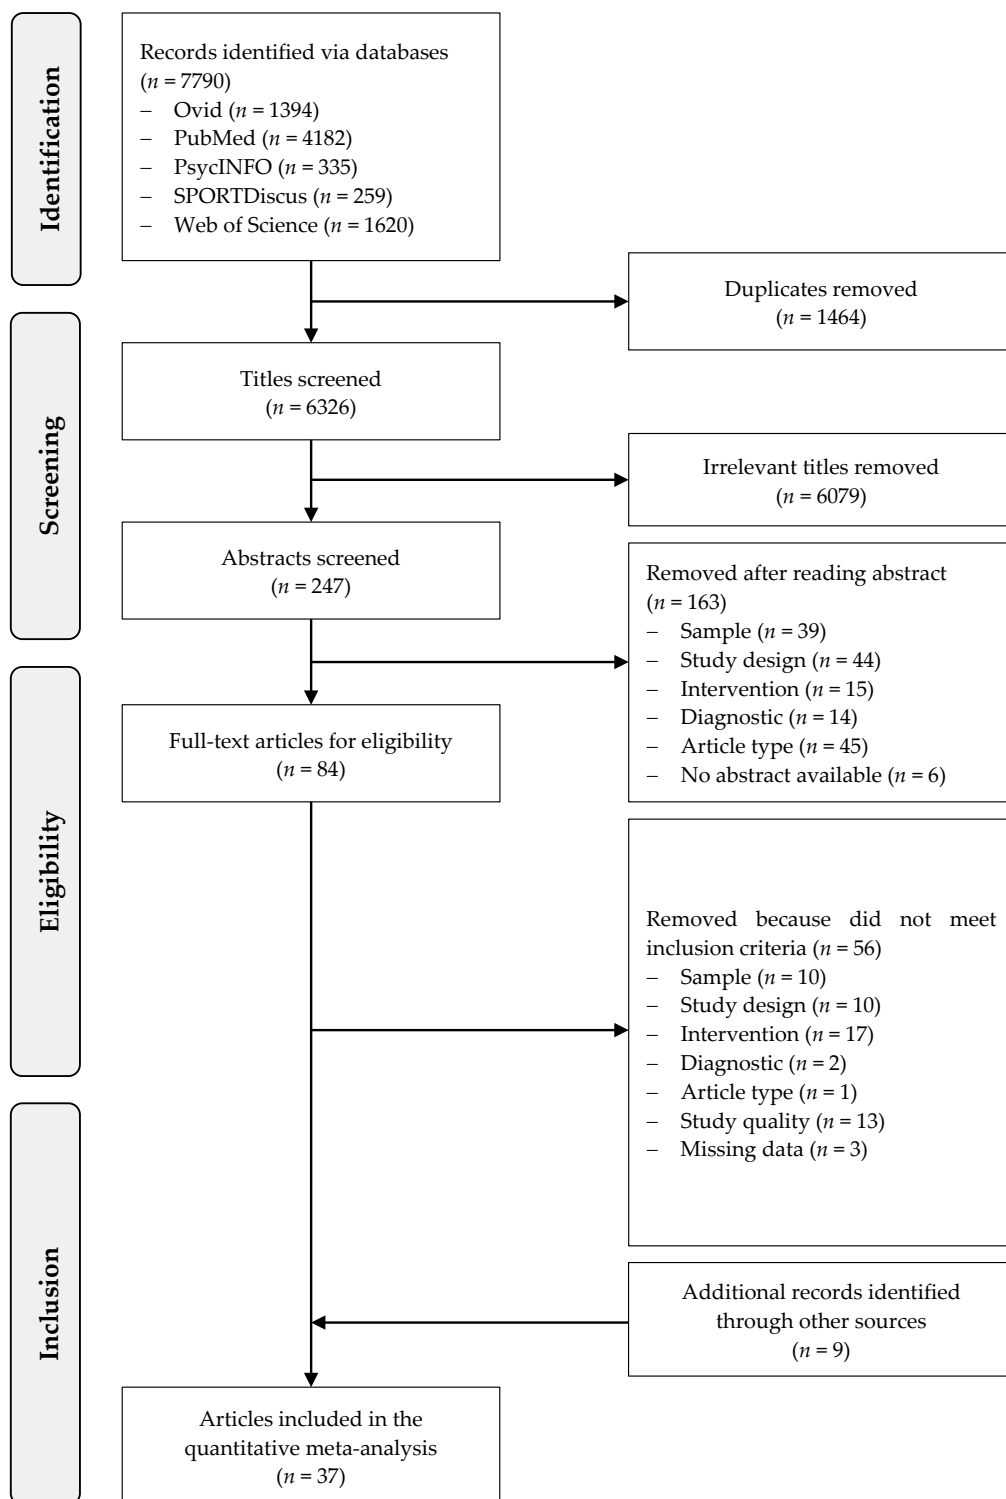 Identification
Records identified via databases
(n = 7790)
– Ovid (n = 1394)
– PubMed (n = 4182)
– PsycINFO (n = 335)
– SPORTDiscus (n = 259)
– Web of Science (n = 1620)
Duplicates removed
(n = 1464)
Screening
Titles screened
(n = 6326)
Irrelevant titles removed
(n = 6079)
Abstracts screened
(n = 247)
Removed after reading abstract
(n = 163)
– Sample (n = 39)
– Study design (n = 44)
– Intervention (n = 15)
– Diagnostic (n = 14)
– Article type (n = 45)
– No abstract available (n = 6)
Eligibility
Full-text articles for eligibility
(n = 84)
Removed because did not meet
inclusion criteria (n = 56)
– Sample (n = 10)
– Study design (n = 10)
– Intervention (n = 17)
– Diagnostic (n = 2)
– Article type (n = 1)
– Study quality (n = 13)
– Missing data (n = 3)
Inclusion
Additional records identified
through other sources
(n = 9)
Articles included in the
quantitative meta-analysis
(n = 37)